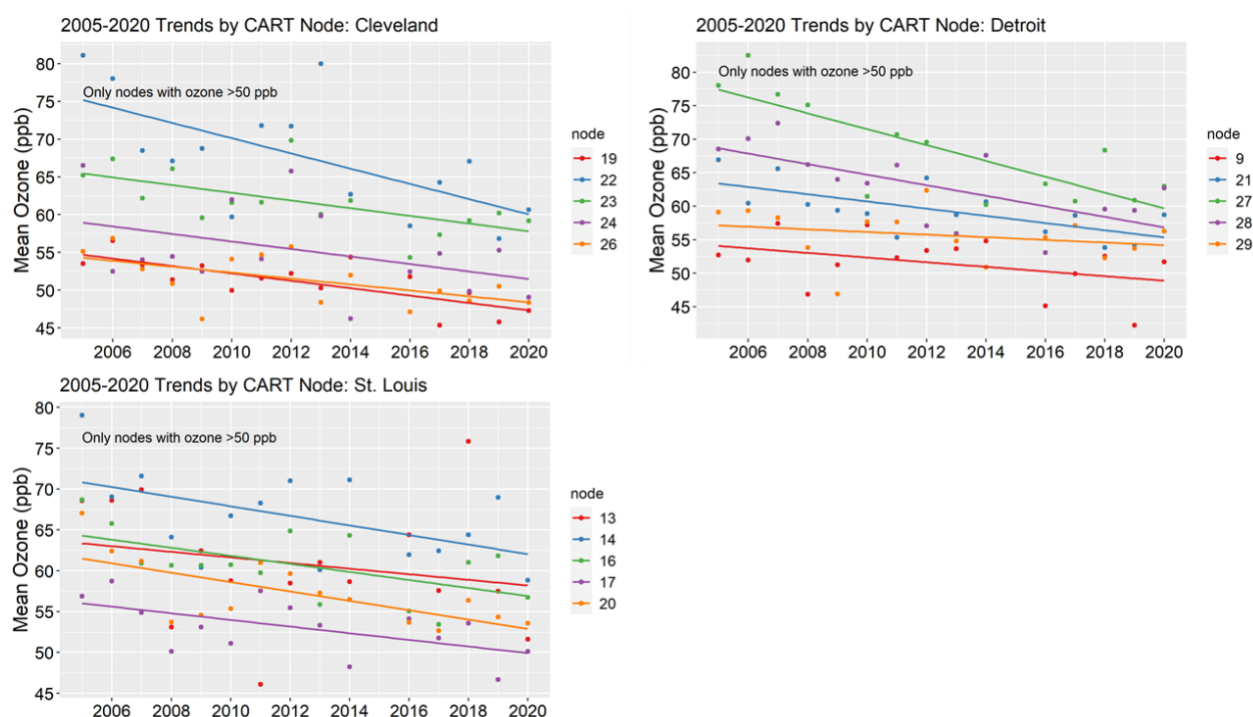 2005-2020 Trends by CART Node: Cleveland
Mean Ozone (ppb)
80
75
70
65
60
55
50
45
Only nodes with ozone >50 ppb
2006 2008 2010 2012 2014 2016 2018 2020
node
19
22
23
24
26
2005-2020 Trends by CART Node: Detroit
Mean Ozone (ppb)
80
75
70
65
60
55
50
45
Only nodes with ozone >50 ppb
2006 2008 2010 2012 2014 2016 2018 2020
node
9
21
27
28
29
2005-2020 Trends by CART Node: St. Louis
Mean Ozone (ppb)
80
75
70
65
60
55
50
45
Only nodes with ozone >50 ppb
2006 2008 2010 2012 2014 2016 2018 2020
node
13
14
16
17
20